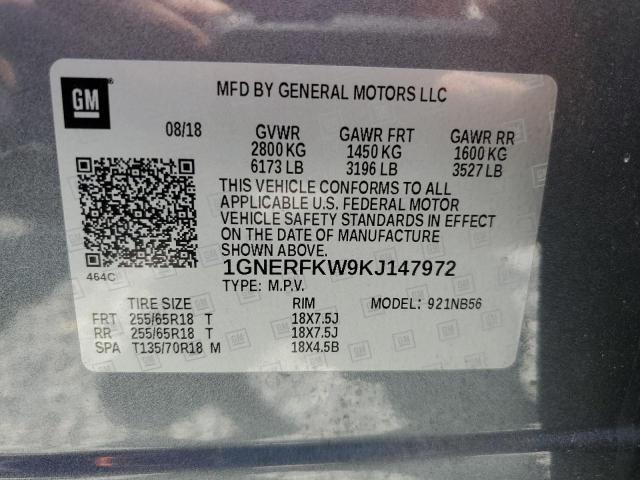 GM
MFD BY GENERAL MOTORS LLC
08/18 GVWR GAWR FRT GAWR RR
2800 KG 1450 KG 1600 KG
6173 LB 3196 LB 3527 LB
THIS VEHICLE CONFORMS TO ALL
APPLICABLE U.S. FEDERAL MOTOR
VEHICLE SAFETY STANDARDS IN EFFECT
ON THE DATE OF MANUFACTURE
SHOWN ABOVE.
464C
1GNERFKW9KJ147972
TYPE: M.P.V.
TIRE SIZE RIM MODEL: 921NB56
FRT 255/65R18 T 18X7.5J
RR 255/65R18 T 18X7.5J
SPA T135/70R18 M 18X4.5B